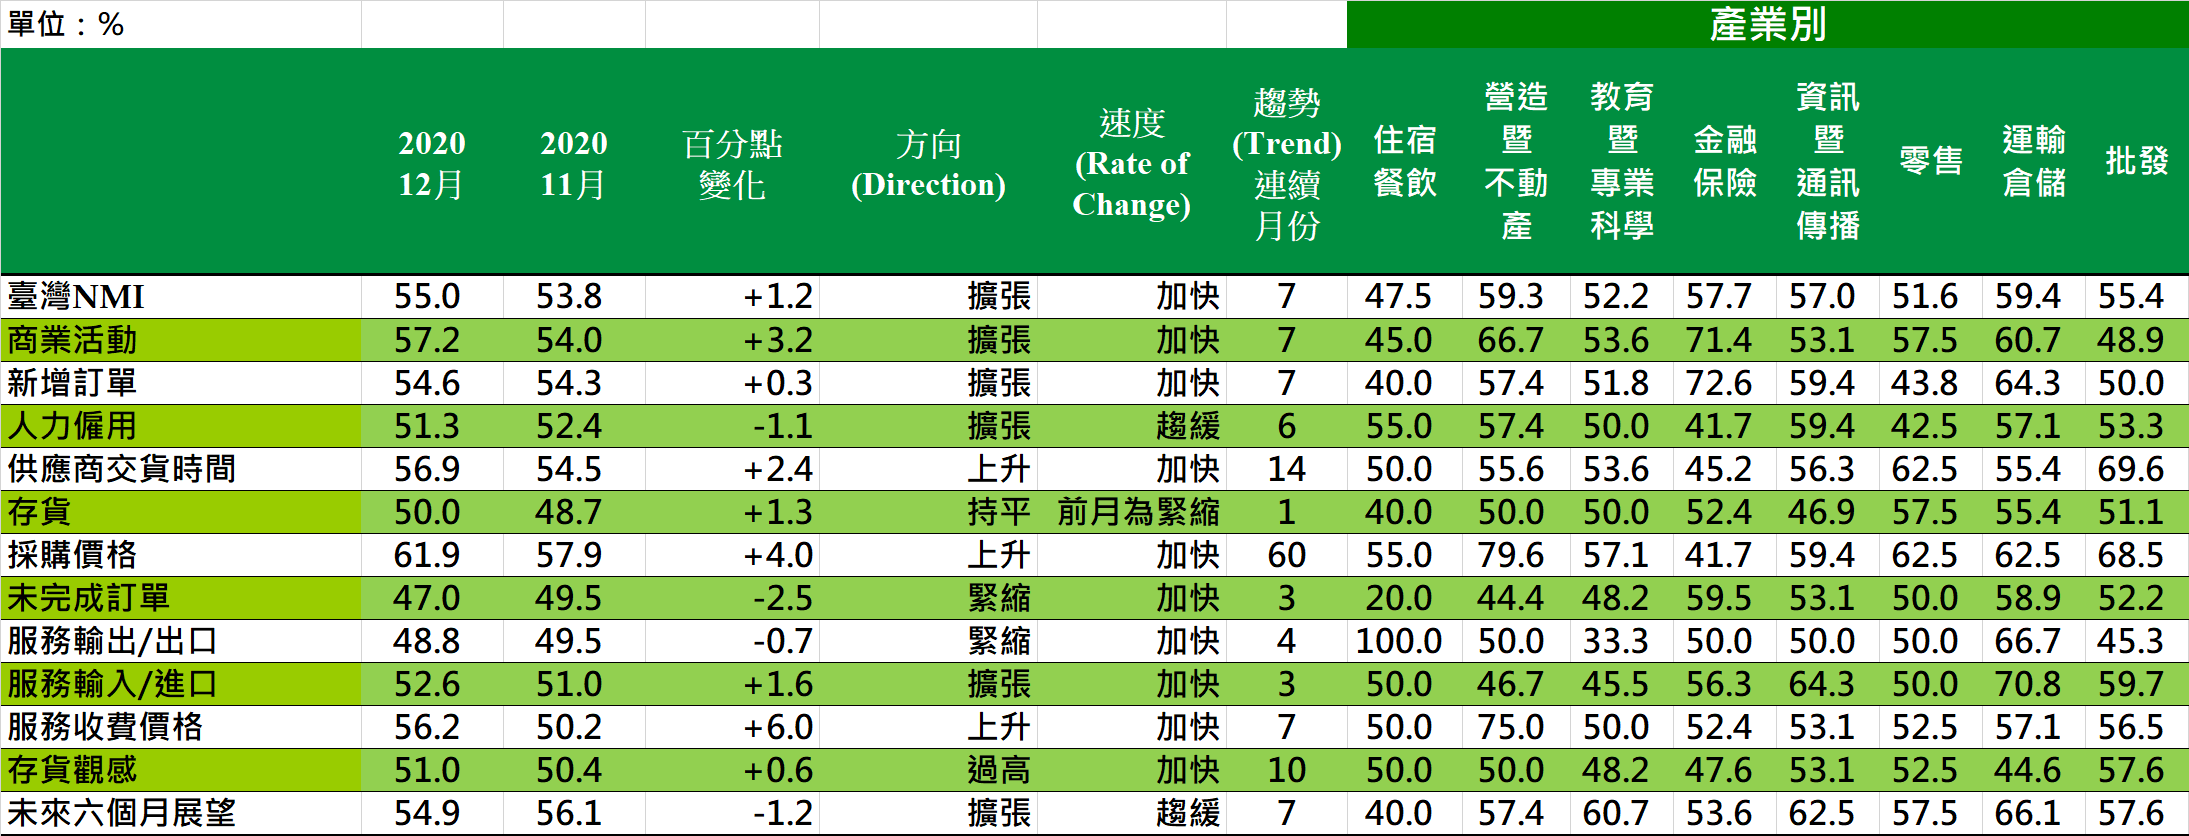 單位：% 產業別
2020 12月 2020 11月 百分點變化 方向(Direction) 速度(Rate of Change) 趨勢(Trend)連續月份 住宿餐飲 營造暨不動產 教育暨專業科學 金融保險 資訊暨通訊傳播 零售 運輸倉儲 批發
臺灣NMI 55.0 53.8 +1.2 擴張 加快 7 47.5 59.3 52.2 57.7 57.0 51.6 59.4 55.4
商業活動 57.2 54.0 +3.2 擴張 加快 7 45.0 66.7 53.6 71.4 53.1 57.5 60.7 48.9
新增訂單 54.6 54.3 +0.3 擴張 加快 7 40.0 57.4 51.8 72.6 59.4 43.8 64.3 50.0
人力僱用 51.3 52.4 -1.1 擴張 趨緩 6 55.0 57.4 50.0 41.7 59.4 42.5 57.1 53.3
供應商交貨時間 56.9 54.5 +2.4 上升 加快 14 50.0 55.6 53.6 45.2 56.3 62.5 55.4 69.6
存貨 50.0 48.7 +1.3 持平 前月為緊縮 1 40.0 50.0 50.0 52.4 46.9 57.5 55.4 51.1
採購價格 61.9 57.9 +4.0 上升 加快 60 55.0 79.6 57.1 41.7 59.4 62.5 62.5 68.5
未完成訂單 47.0 49.5 -2.5 緊縮 加快 3 20.0 44.4 48.2 59.5 53.1 50.0 58.9 52.2
服務輸出/出口 48.8 49.5 -0.7 緊縮 加快 4 100.0 50.0 33.3 50.0 50.0 50.0 66.7 45.3
服務輸入/進口 52.6 51.0 +1.6 擴張 加快 3 50.0 46.7 45.5 56.3 64.3 50.0 70.8 59.7
服務收費價格 56.2 50.2 +6.0 上升 加快 7 50.0 75.0 50.0 52.4 53.1 52.5 57.1 56.5
存貨觀感 51.0 50.4 +0.6 過高 加快 10 50.0 50.0 48.2 47.6 53.1 52.5 44.6 57.6
未來六個月展望 54.9 56.1 -1.2 擴張 趨緩 7 40.0 57.4 60.7 53.6 62.5 57.5 66.1 57.6